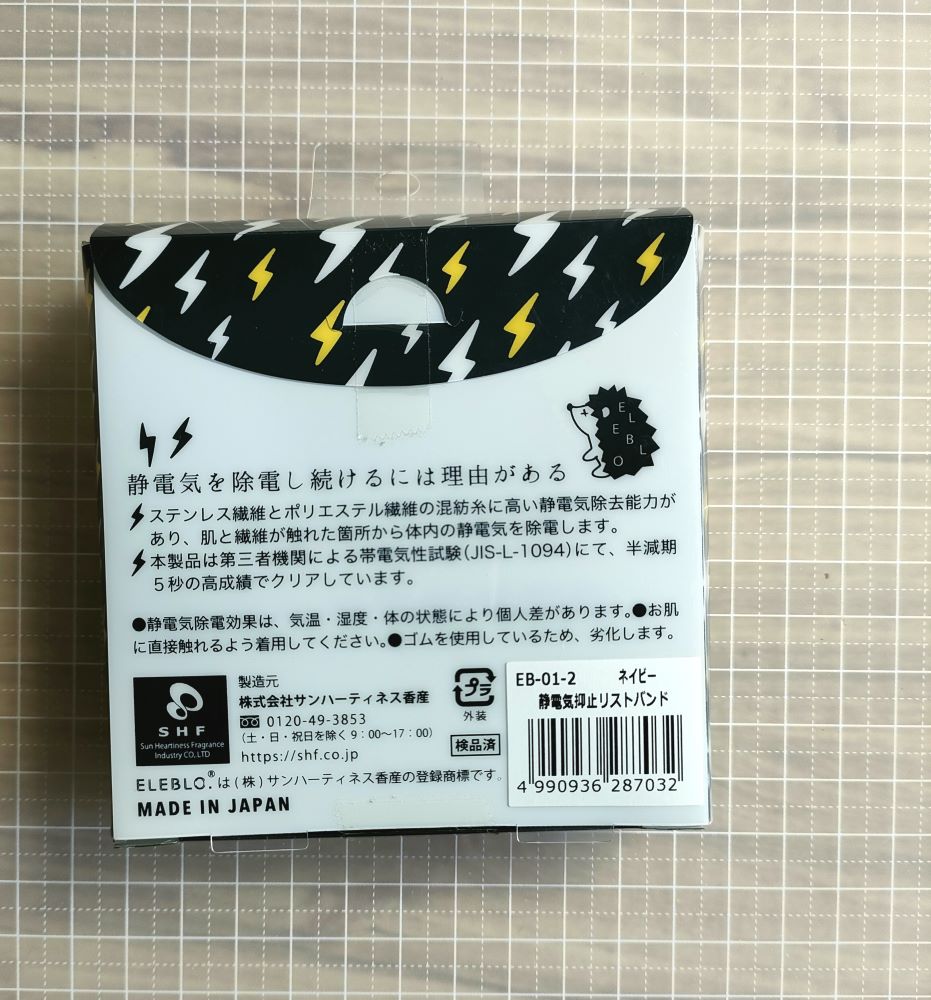 ELEBLO
静電気を除電し続けるには理由がある
ステンレス繊維とポリエステル繊維の混紡糸に高い静電気除去能力が
あり、肌と繊維が触れた箇所から体内の静電気を除電します。
本製品は第三者機関による帯電気性試験(JIS-L-1094)にて、半減期
5秒の高成績でクリアしています。
●静電気除電効果は、気温・湿度・体の状態により個人差があります。●お肌
に直接触れるよう着用してください。●ゴムを使用しているため、劣化します。
SHF
Sun Heartiness Fragrance
Industry CO,LTD
製造元
株式会社サンハーティネス香産
0120-49-3853
(土・日・祝日を除く9:00〜17:00)
https://shf.co.jp
プラ
外装
検品済
ELEBLO®は(株)サンハーティネス香産の登録商標です。
MADE IN JAPAN
EB-01-2 ネイビー
静電気抑止リストバンド
4 990936 287032